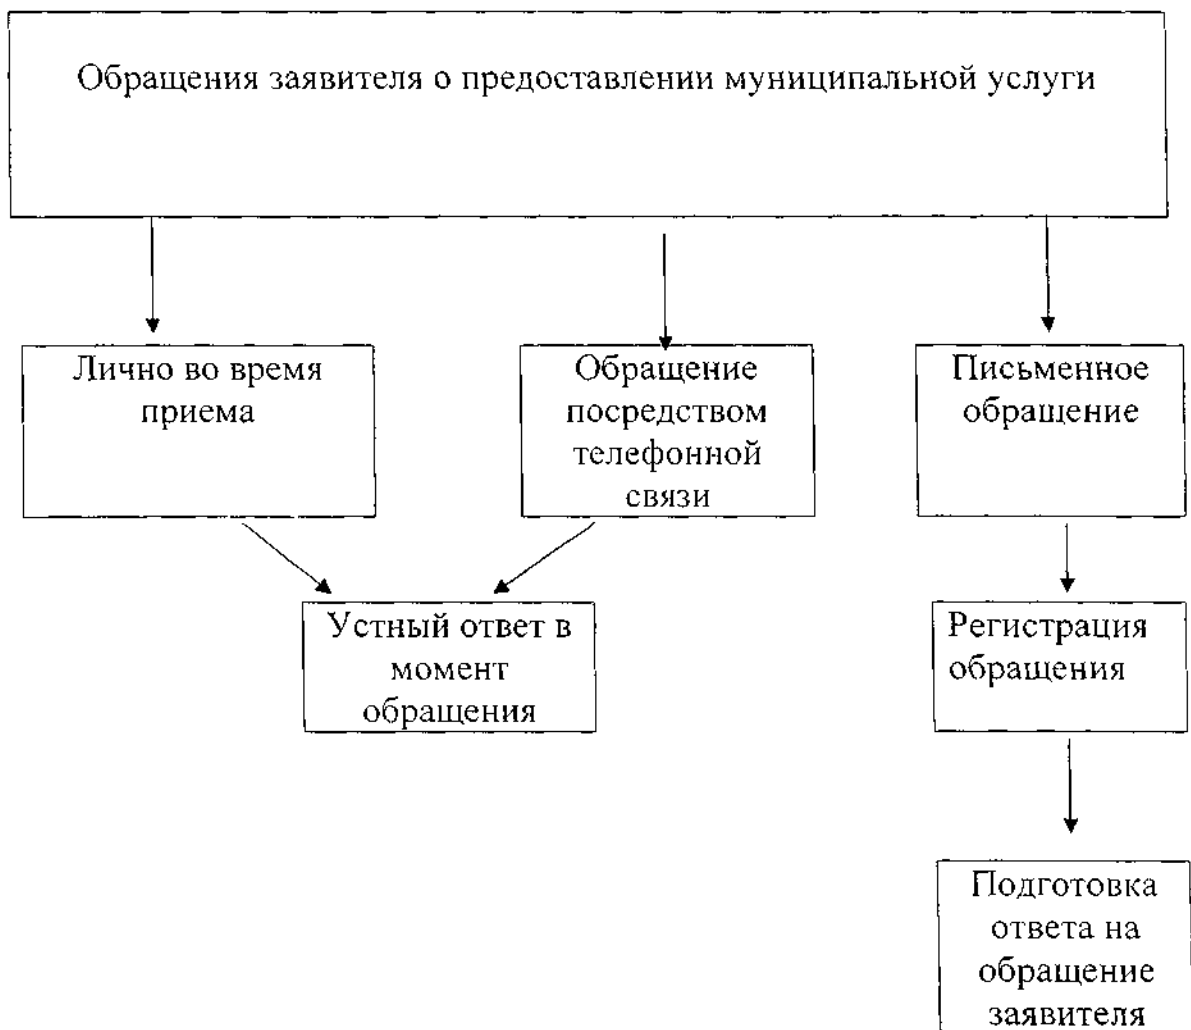 Обращения заявителя о предоставлении муниципальной услуги
Лично во время
приема
Обращение
посредством
телефонной
связи
Письменное
обращение
Устный ответ в
момент
обращения
Регистрация
обращения
Подготовка
ответа на
обращение
заявителя